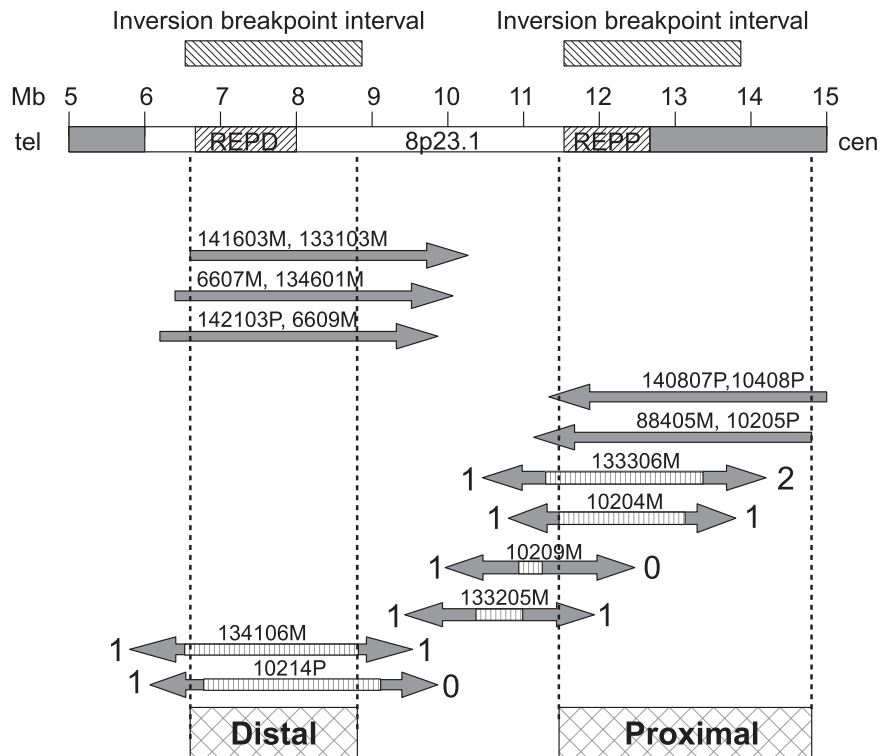 Inversion breakpoint interval Inversion breakpoint interval
Mb 5 6 7 8 9 10 11 12 13 14 15
tel REPD 8p23.1 REPP cen
141603M, 133103M
6607M, 134601M
142103P, 6609M
140807P,10408P
88405M, 10205P
1 133306M 2
1 10204M 1
1 10209M 0
1 133205M 1
1 134106M 1
1 10214P 0
Distal Proximal